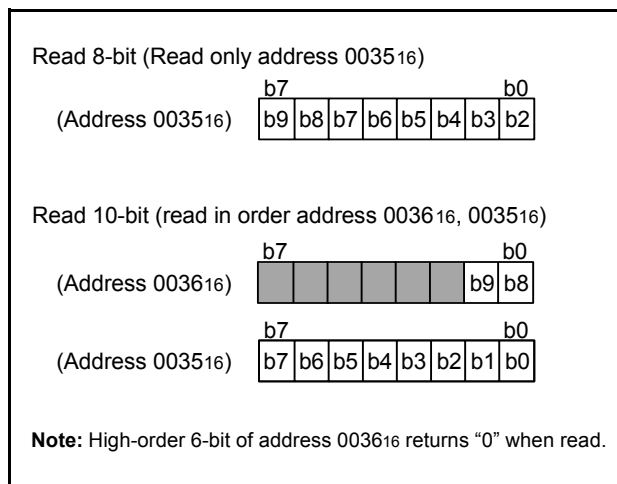 Read 8-bit (Read only address 003516)
b7 b0
(Address 003516) b9 b8 b7 b6 b5 b4 b3 b2
Read 10-bit (read in order address 003616, 003516)
b7 b0
(Address 003616) b9 b8
b7 b0
(Address 003516) b7 b6 b5 b4 b3 b2 b1 b0
Note: High-order 6-bit of address 003616 returns “0” when read.